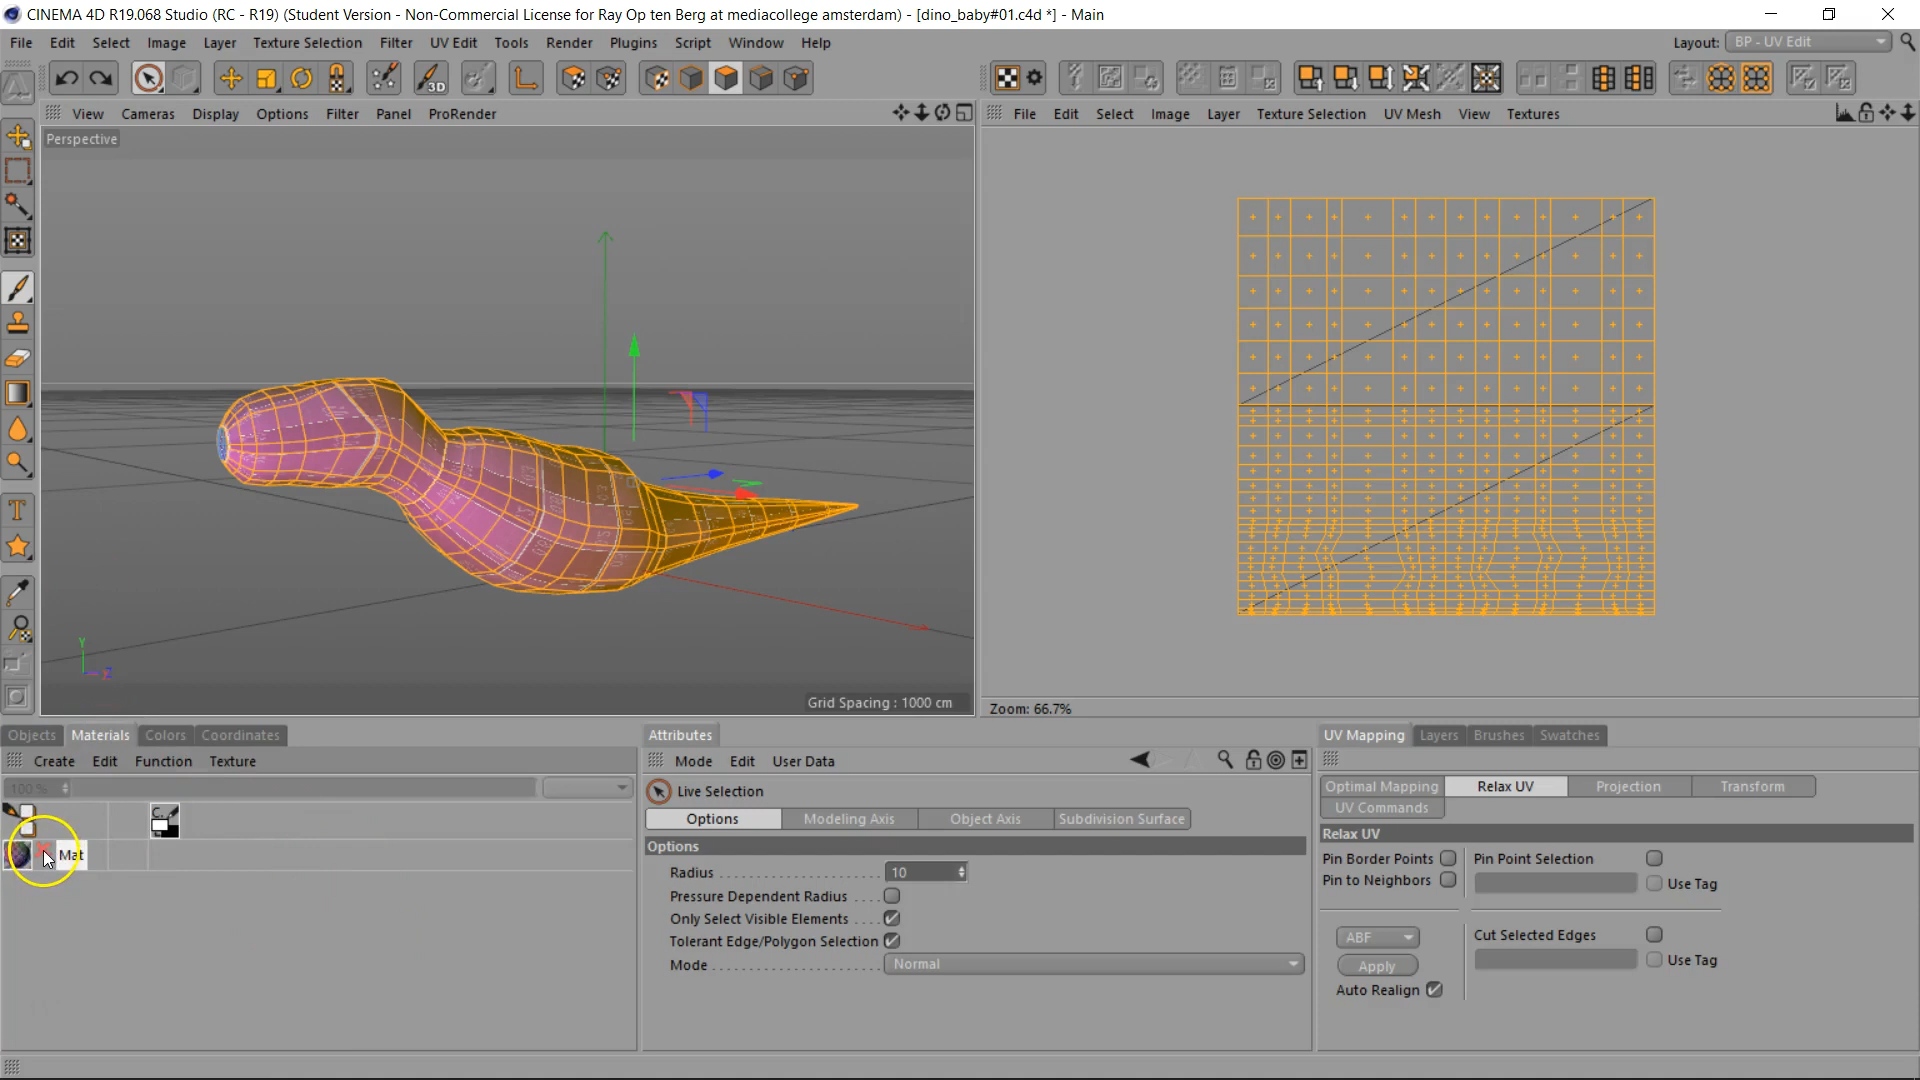 CINEMA 4D R19.068 Studio (RC - R19) (Student Version - Non-Commercial License for Ray Op ten Berg at mediacollege amsterdam) - [dino_baby#01.c4d *] - Main
File Edit Select Image Layer Texture Selection Filter UV Edit Tools Render Plugins Script Window Help
Layout: BP - UV Edit
3D
View Cameras Display Options Filter Panel ProRender
File Edit Select Image Layer Texture Selection UV Mesh View Textures
Perspective
Y
Z
Grid Spacing : 1000 cm
Zoom: 66.7%
Objects Materials Colors Coordinates
Create Edit Function Texture
100 %
C..
Mat
Attributes
Mode Edit User Data
Live Selection
Options Modeling Axis Object Axis Subdivision Surface
Options
Radius 10
Pressure Dependent Radius
Only Select Visible Elements
Tolerant Edge/Polygon Selection
Mode Normal
UV Mapping Layers Brushes Swatches
Optimal Mapping Relax UV Projection Transform
UV Commands
Relax UV
Pin Border Points Pin Point Selection
Pin to Neighbors Use Tag
ABF Cut Selected Edges
Apply Use Tag
Auto Realign